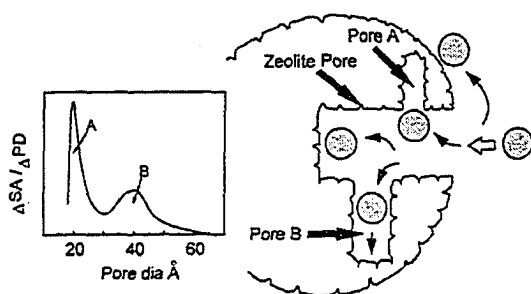 Pore A
Zeolite Pore
ΔSA/ΔPD
A
B
20 40 60
Pore dia Å
Pore B